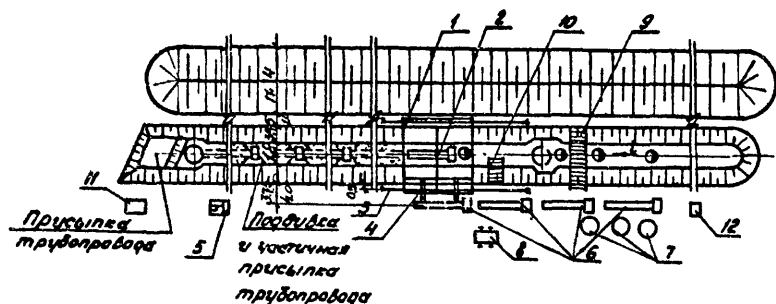 1
2
10
9
11
Присыпка
трубопровода
5
Подбивка
и частичная
присыпка
трубопровода
3
4
8
6
7
12